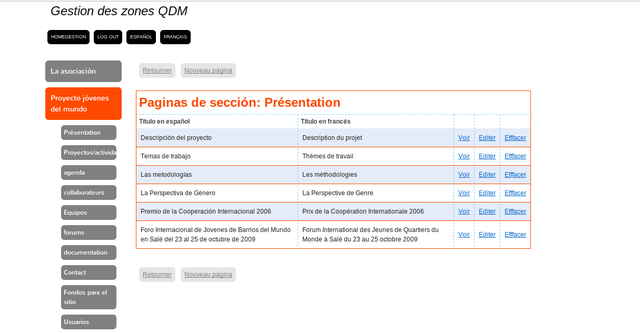 Gestion des zones QDM
HOMEGESTION LOG OUT ESPAÑOL FRANÇAIS
La asociación
Proyecto jóvenes
del mundo
Présentation
Proyectos/activida
agenda
collaborateurs
Equipos
forums
documentation
Contact
Fondos para el
sitio
Usuarios
Retourner Nouveau página
Paginas de sección: Présentation
Titulo en español Titulo en francés
Descripción del proyecto Description du projet Voir Editer Efffacer
Temas de trabajo Thèmes de travail Voir Editer Efffacer
Las metodologías Les méthodologies Voir Editer Efffacer
La Perspectiva de Género La Perspective de Genre Voir Editer Efffacer
Premio de la Cooperación Internacional 2006 Prix de la Coopération Internationale 2006 Voir Editer Efffacer
Foro Internacional de Jovenes de Barrios del Mundo
en Salé del 23 al 25 de octubre de 2009
Forum International des Jeunes de Quartiers du
Monde à Salé du 23 au 25 octobre 2009
Voir Editer Efffacer
Retourner Nouveau página